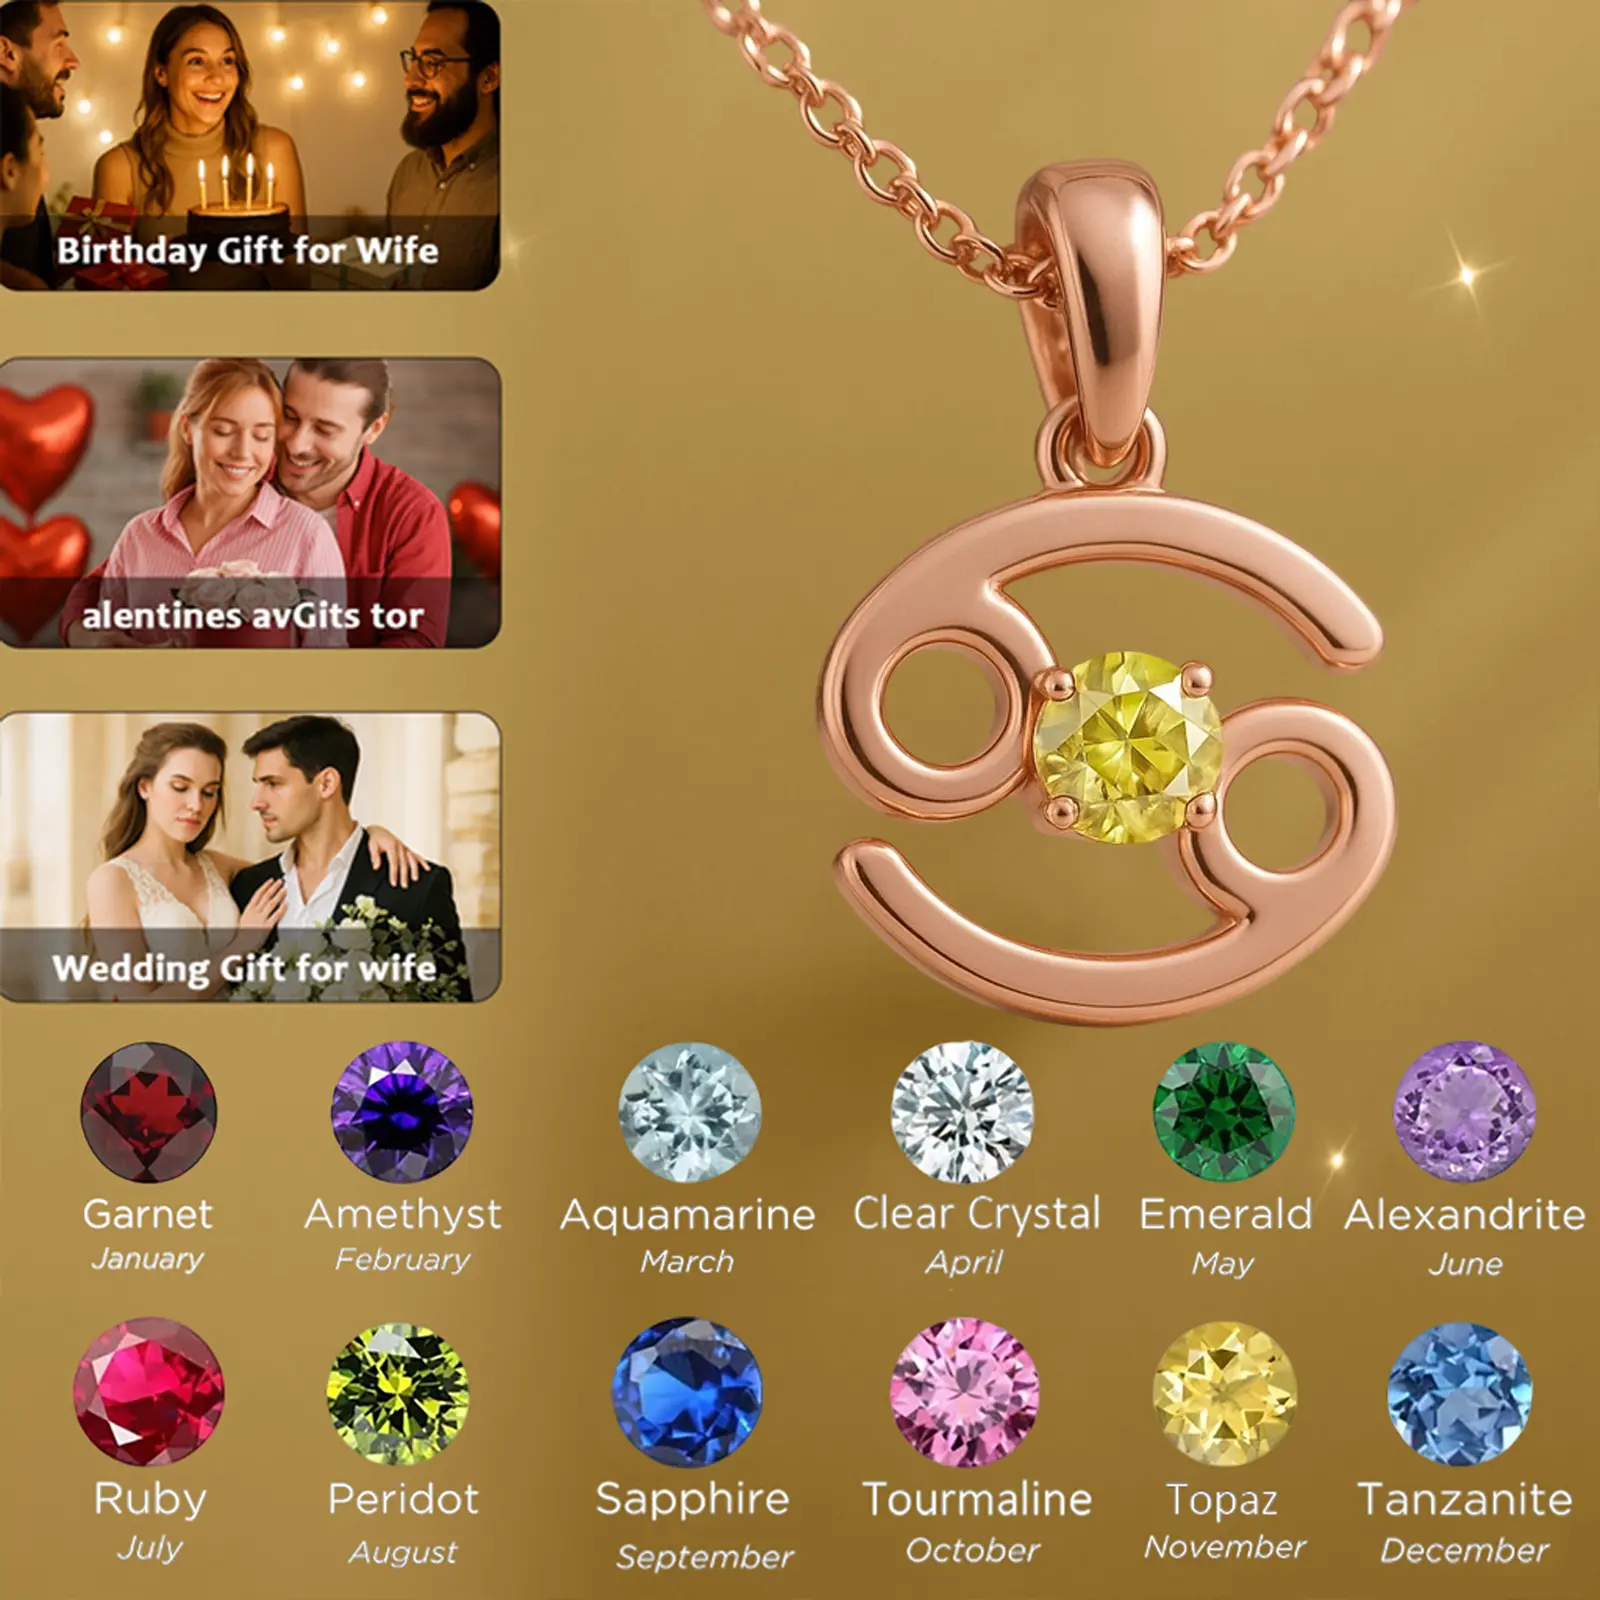 Birthday Gift for Wife
alentines avGits tor
Wedding Gift for wife
Garnet
January
Amethyst
February
Aquamarine
March
Clear Crystal
April
Emerald
May
Alexandrite
June
Ruby
July
Peridot
August
Sapphire
September
Tourmaline
October
Topaz
November
Tanzanite
December